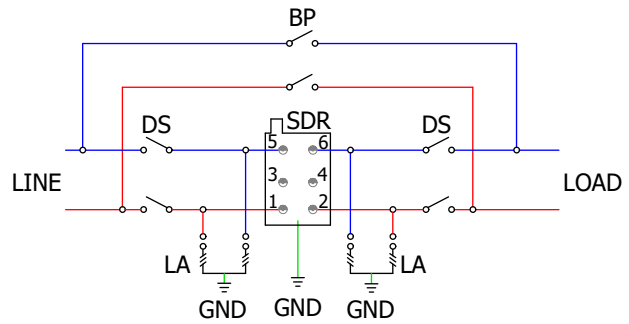 BP
DS
SDR
DS
5 6
LINE
3 4
LOAD
1 2
LA
LA
GND
GND
GND